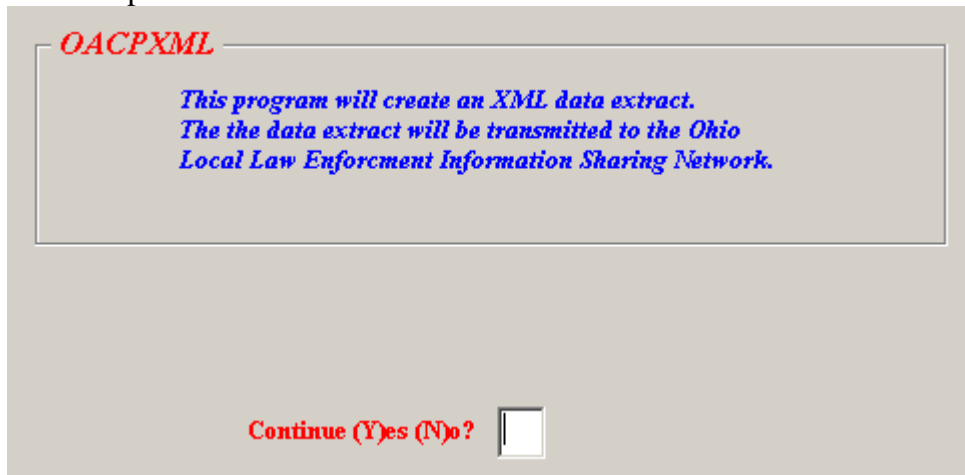 OACPXML
This program will create an XML data extract.
The the data extract will be transmitted to the Ohio
Local Law Enforcment Information Sharing Network.
Continue (Y)es (N)o?